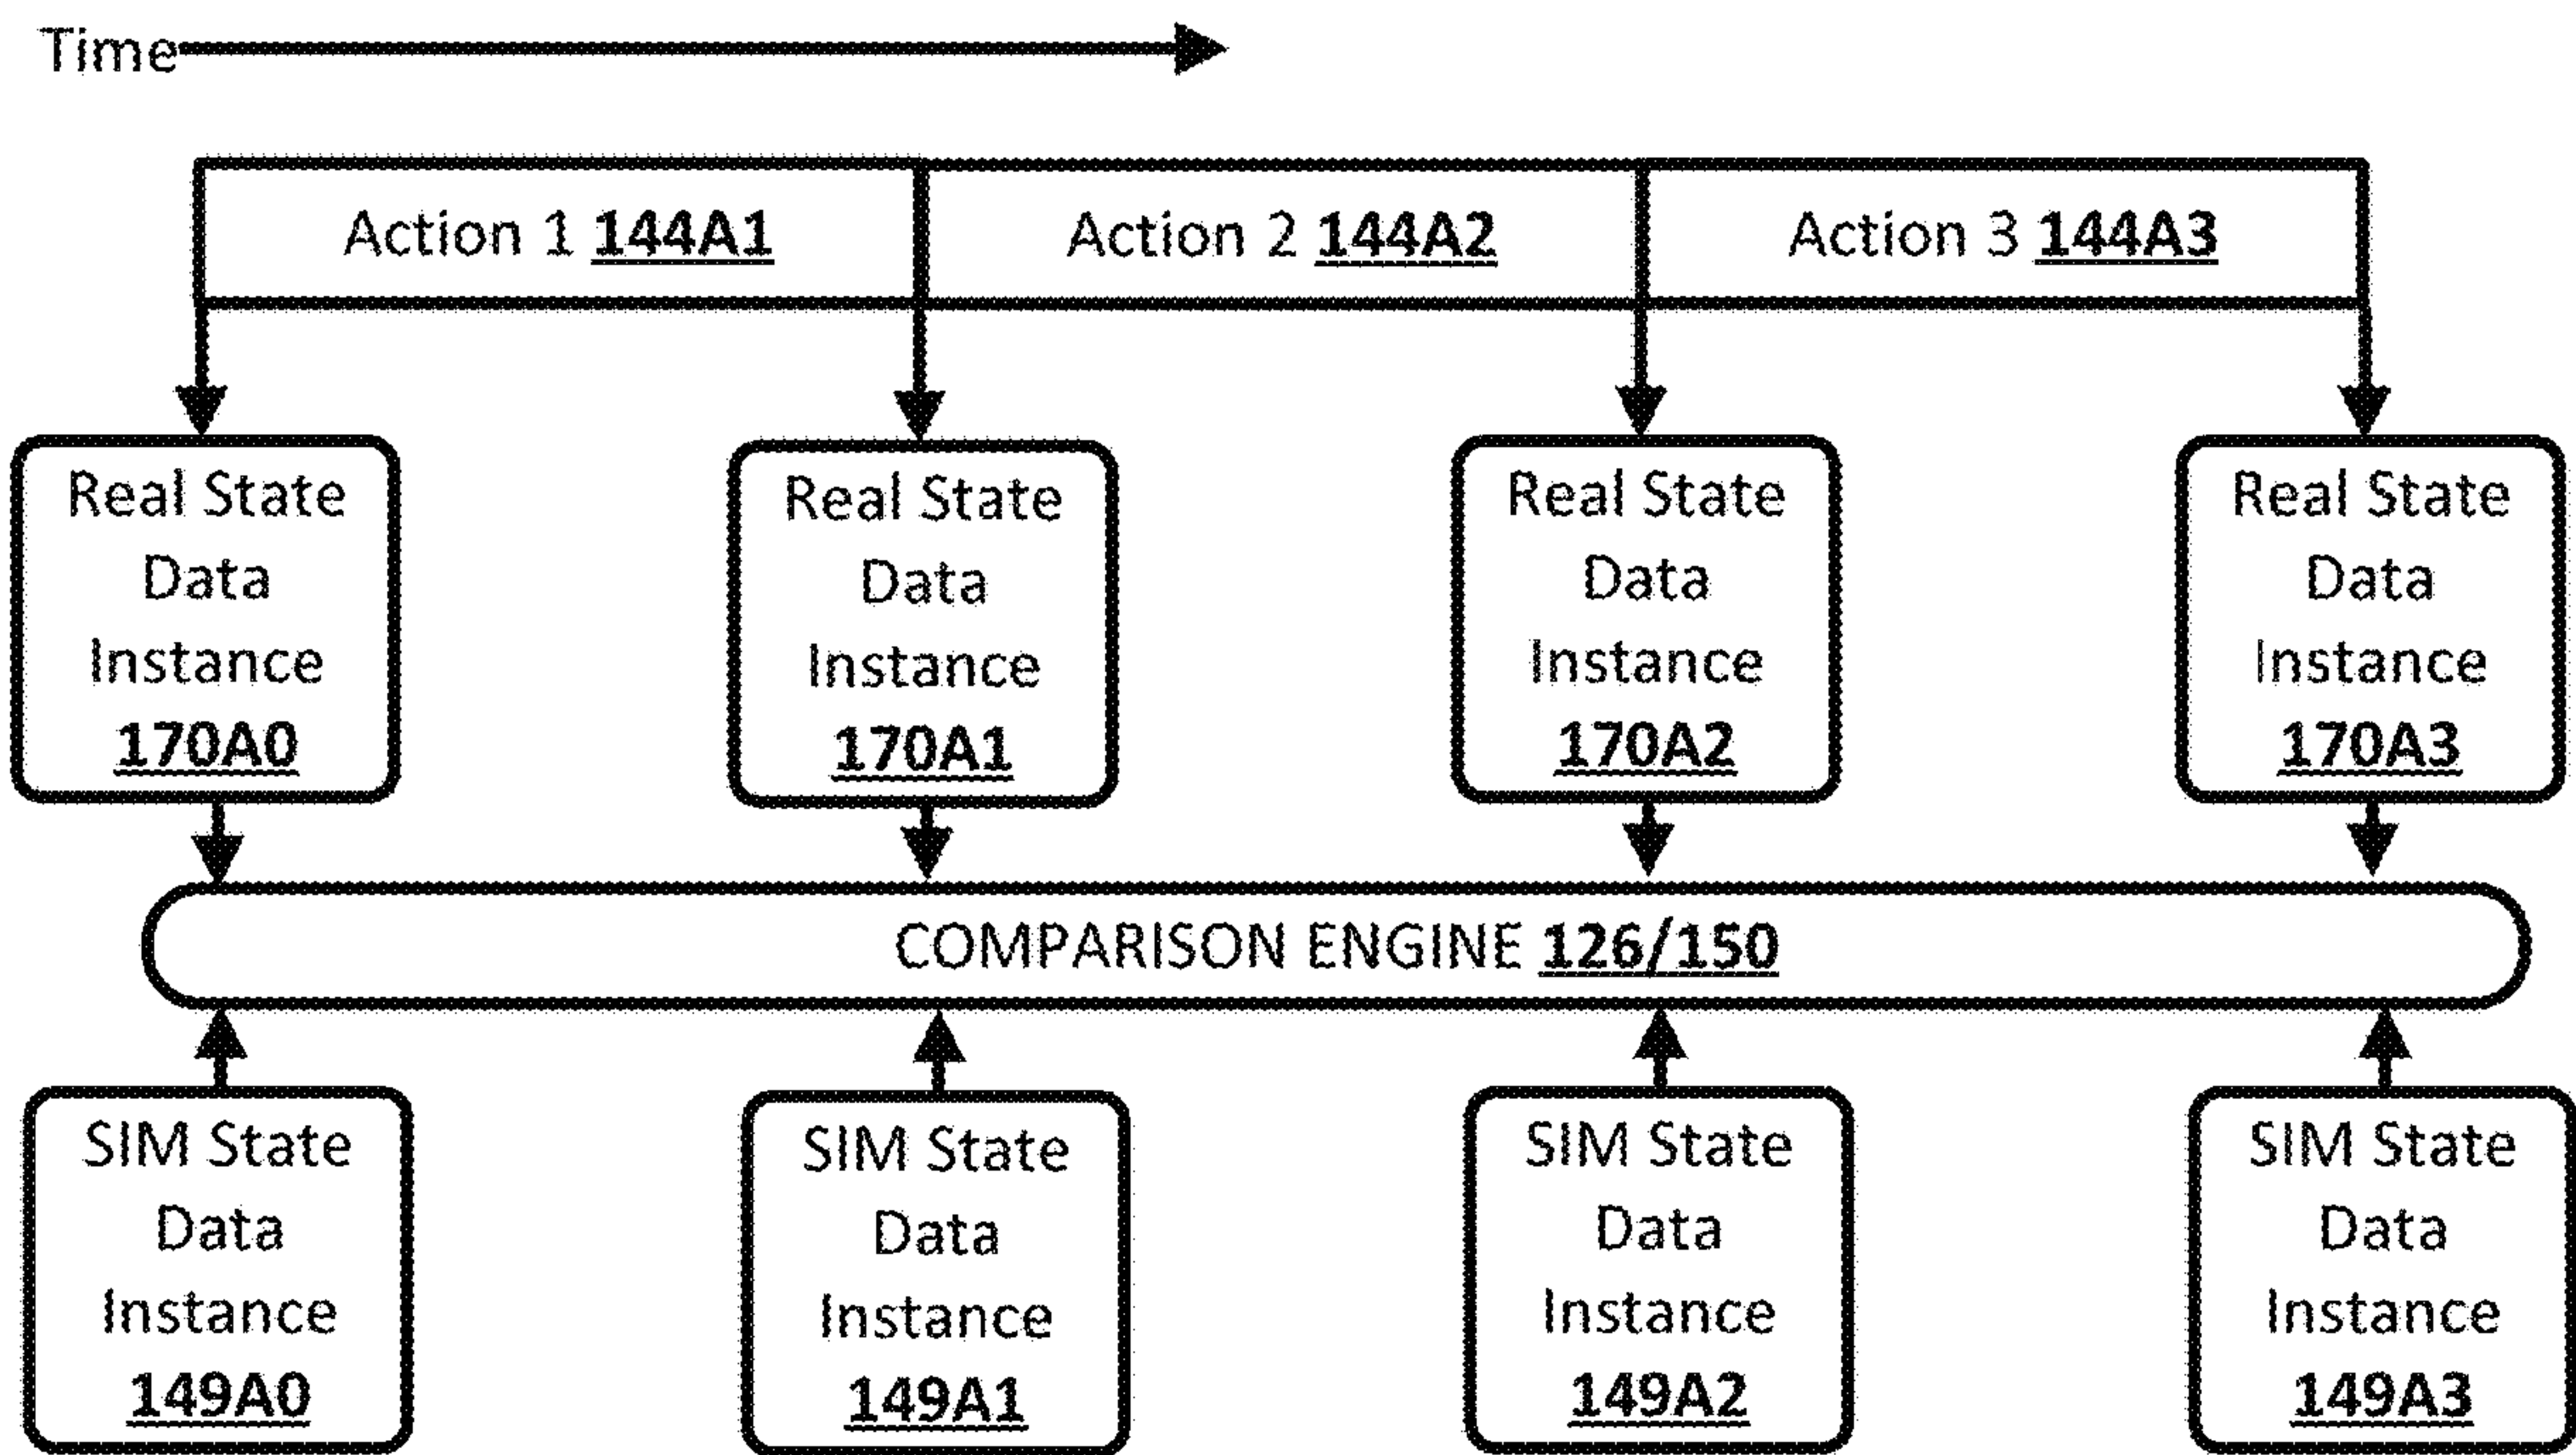 Time
Action 1 144A1
Action 2 144A2
Action 3 144A3
Real State
Data
Instance
170A0
Real State
Data
Instance
170A1
Real State
Data
Instance
170A2
Real State
Data
Instance
170A3
COMPARISON ENGINE 126/150
SIM State
Data
Instance
149A0
SIM State
Data
Instance
149A1
SIM State
Data
Instance
149A2
SIM State
Data
Instance
149A3